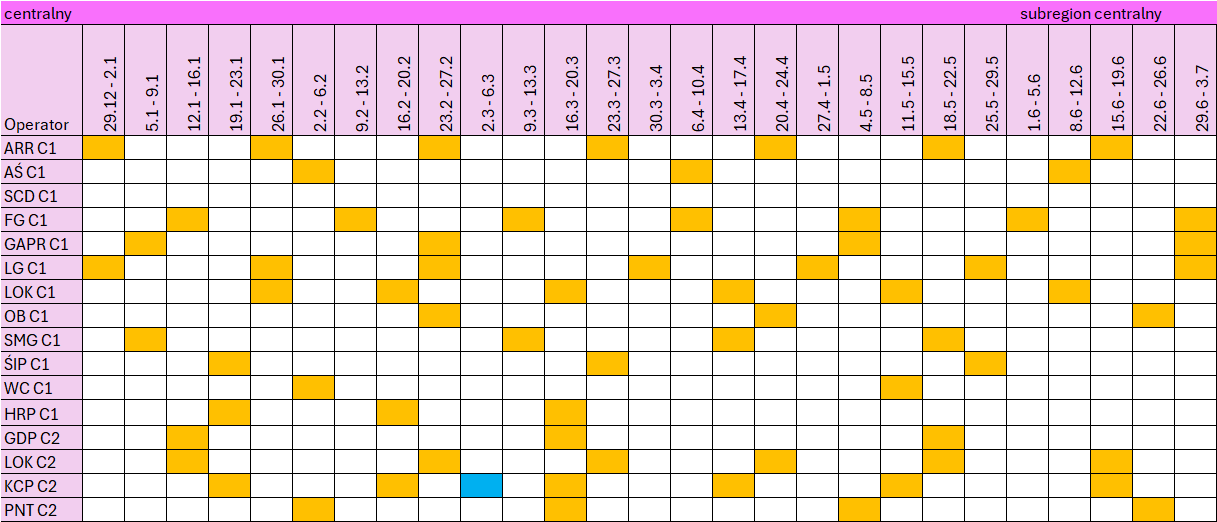 centralny subregion centralny
Operator 29.12 - 2.1 5.1 - 9.1 12.1 - 16.1 19.1 - 23.1 26.1 - 30.1 2.2 - 6.2 9.2 - 13.2 16.2 - 20.2 23.2 - 27.2 2.3 - 6.3 9.3 - 13.3 16.3 - 20.3 23.3 - 27.3 30.3 - 3.4 6.4 - 10.4 13.4 - 17.4 20.4 - 24.4 27.4 - 1.5 4.5 - 8.5 11.5 - 15.5 18.5 - 22.5 25.5 - 29.5 1.6 - 5.6 8.6 - 12.6 15.6 - 19.6 22.6 - 26.6 29.6 - 3.7
ARR C1
AŚ C1
SCD C1
FG C1
GAPR C1
LG C1
LOK C1
OB C1
SMG C1
ŚIP C1
WC C1
HRP C1
GDP C2
LOK C2
KCP C2
PNT C2